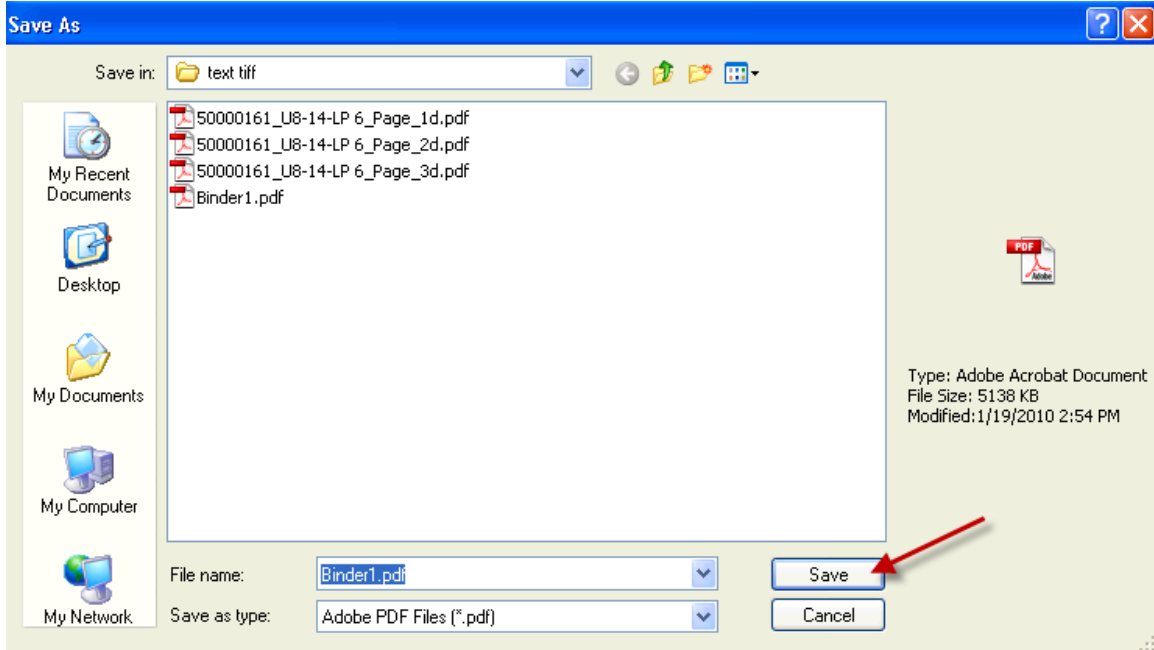 Save As
Save in:
text tiff
50000161_U8-14-LP 6_Page_1d.pdf
50000161_U8-14-LP 6_Page_2d.pdf
50000161_U8-14-LP 6_Page_3d.pdf
Binder1.pdf
My Recent
Documents
Desktop
My Documents
My Computer
My Network
PDF
Adobe
Type: Adobe Acrobat Document
File Size: 5138 KB
Modified:1/19/2010 2:54 PM
File name:
Binder1.pdf
Save
Save as type:
Adobe PDF Files (*.pdf)
Cancel